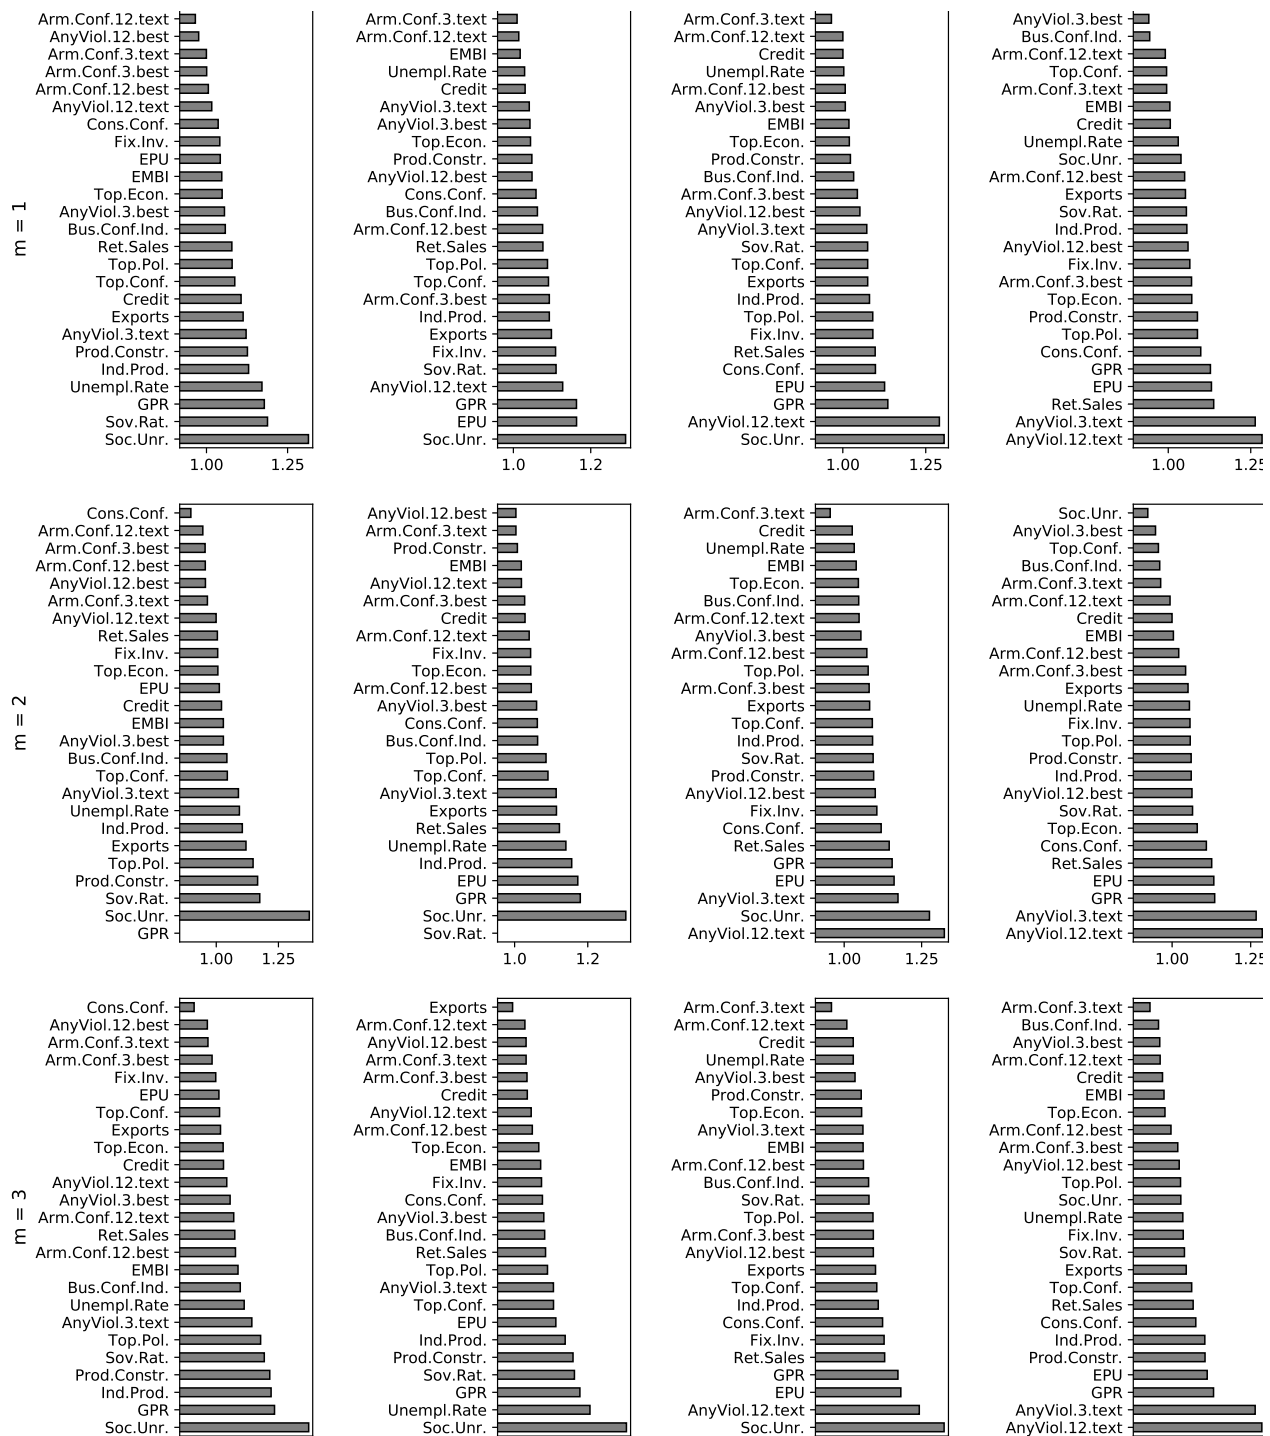 Arm.Conf.12.text
AnyViol.12.best
Arm.Conf.3.text
Arm.Conf.3.best
Arm.Conf.12.best
AnyViol.12.text
Cons.Conf.
Fix.Inv.
EPU
EMBI
Top.Econ.
AnyViol.3.best
Bus.Conf.Ind.
Ret.Sales
Top.Pol.
Top.Conf.
Credit
Exports
AnyViol.3.text
Prod.Constr.
Ind.Prod.
Unempl.Rate
GPR
Sov.Rat.
Soc.Unr.
1.00 1.25
m = 1
Arm.Conf.3.text
Arm.Conf.12.text
EMBI
Unempl.Rate
Credit
AnyViol.3.text
AnyViol.3.best
Top.Econ.
Prod.Constr.
AnyViol.12.best
Cons.Conf.
Bus.Conf.Ind.
Arm.Conf.12.best
Ret.Sales
Top.Pol.
Top.Conf.
Arm.Conf.3.best
Ind.Prod.
Exports
Fix.Inv.
Sov.Rat.
AnyViol.12.text
GPR
EPU
Soc.Unr.
1.0 1.2
Arm.Conf.3.text
Arm.Conf.12.text
Credit
Unempl.Rate
Arm.Conf.12.best
AnyViol.3.best
EMBI
Top.Econ.
Prod.Constr.
Bus.Conf.Ind.
Arm.Conf.3.best
AnyViol.12.best
AnyViol.3.text
Sov.Rat.
Top.Conf.
Exports
Ind.Prod.
Top.Pol.
Fix.Inv.
Ret.Sales
Cons.Conf.
EPU
GPR
AnyViol.12.text
Soc.Unr.
1.00 1.25
AnyViol.3.best
Bus.Conf.Ind.
Arm.Conf.12.text
Top.Conf.
Arm.Conf.3.text
EMBI
Credit
Unempl.Rate
Soc.Unr.
Arm.Conf.12.best
Exports
Sov.Rat.
Ind.Prod.
AnyViol.12.best
Fix.Inv.
Arm.Conf.3.best
Top.Econ.
Prod.Constr.
Top.Pol.
Cons.Conf.
GPR
EPU
Ret.Sales
AnyViol.3.text
AnyViol.12.text
1.00 1.25
Cons.Conf.
Arm.Conf.12.text
Arm.Conf.3.best
Arm.Conf.12.best
AnyViol.12.best
Arm.Conf.3.text
AnyViol.12.text
Ret.Sales
Fix.Inv.
Top.Econ.
EPU
Credit
EMBI
AnyViol.3.best
Bus.Conf.Ind.
Top.Conf.
AnyViol.3.text
Unempl.Rate
Ind.Prod.
Exports
Top.Pol.
Prod.Constr.
Sov.Rat.
Soc.Unr.
GPR
1.00 1.25
m = 2
AnyViol.12.best
Arm.Conf.3.text
Prod.Constr.
EMBI
AnyViol.12.text
Arm.Conf.3.best
Credit
Arm.Conf.12.text
Fix.Inv.
Top.Econ.
Arm.Conf.12.best
AnyViol.3.best
Cons.Conf.
Bus.Conf.Ind.
Top.Pol.
Top.Conf.
AnyViol.3.text
Exports
Ret.Sales
Unempl.Rate
Ind.Prod.
EPU
GPR
Soc.Unr.
Sov.Rat.
1.0 1.2
Arm.Conf.3.text
Credit
Unempl.Rate
EMBI
Top.Econ.
Bus.Conf.Ind.
Arm.Conf.12.text
AnyViol.3.best
Arm.Conf.12.best
Top.Pol.
Arm.Conf.3.best
Exports
Top.Conf.
Ind.Prod.
Sov.Rat.
Prod.Constr.
AnyViol.12.best
Fix.Inv.
Cons.Conf.
Ret.Sales
GPR
EPU
AnyViol.3.text
Soc.Unr.
AnyViol.12.text
1.00 1.25
Soc.Unr.
AnyViol.3.best
Top.Conf.
Bus.Conf.Ind.
Arm.Conf.3.text
Arm.Conf.12.text
Credit
EMBI
Arm.Conf.12.best
Arm.Conf.3.best
Exports
Unempl.Rate
Fix.Inv.
Top.Pol.
Prod.Constr.
Ind.Prod.
AnyViol.12.best
Sov.Rat.
Top.Econ.
Cons.Conf.
Ret.Sales
EPU
GPR
AnyViol.3.text
AnyViol.12.text
1.00 1.25
Cons.Conf.
AnyViol.12.best
Arm.Conf.3.text
Arm.Conf.3.best
Fix.Inv.
EPU
Top.Conf.
Exports
Top.Econ.
Credit
AnyViol.12.text
AnyViol.3.best
Arm.Conf.12.text
Ret.Sales
Arm.Conf.12.best
EMBI
Bus.Conf.Ind.
Unempl.Rate
AnyViol.3.text
Top.Pol.
Sov.Rat.
Prod.Constr.
Ind.Prod.
GPR
Soc.Unr.
m = 3
Exports
Arm.Conf.12.text
AnyViol.12.best
Arm.Conf.3.text
Arm.Conf.3.best
Credit
AnyViol.12.text
Arm.Conf.12.best
Top.Econ.
EMBI
Fix.Inv.
Cons.Conf.
AnyViol.3.best
Bus.Conf.Ind.
Ret.Sales
Top.Pol.
AnyViol.3.text
Top.Conf.
EPU
Ind.Prod.
Prod.Constr.
Sov.Rat.
GPR
Unempl.Rate
Soc.Unr.
Arm.Conf.3.text
Arm.Conf.12.text
Credit
Unempl.Rate
AnyViol.3.best
Prod.Constr.
Top.Econ.
AnyViol.3.text
EMBI
Arm.Conf.12.best
Bus.Conf.Ind.
Sov.Rat.
Top.Pol.
Arm.Conf.3.best
AnyViol.12.best
Exports
Top.Conf.
Ind.Prod.
Cons.Conf.
Fix.Inv.
Ret.Sales
GPR
EPU
AnyViol.12.text
Soc.Unr.
Arm.Conf.3.text
Bus.Conf.Ind.
AnyViol.3.best
Arm.Conf.12.text
Credit
EMBI
Top.Econ.
Arm.Conf.12.best
Arm.Conf.3.best
AnyViol.12.best
Top.Pol.
Soc.Unr.
Unempl.Rate
Fix.Inv.
Sov.Rat.
Exports
Top.Conf.
Ret.Sales
Cons.Conf.
Ind.Prod.
Prod.Constr.
EPU
GPR
AnyViol.3.text
AnyViol.12.text